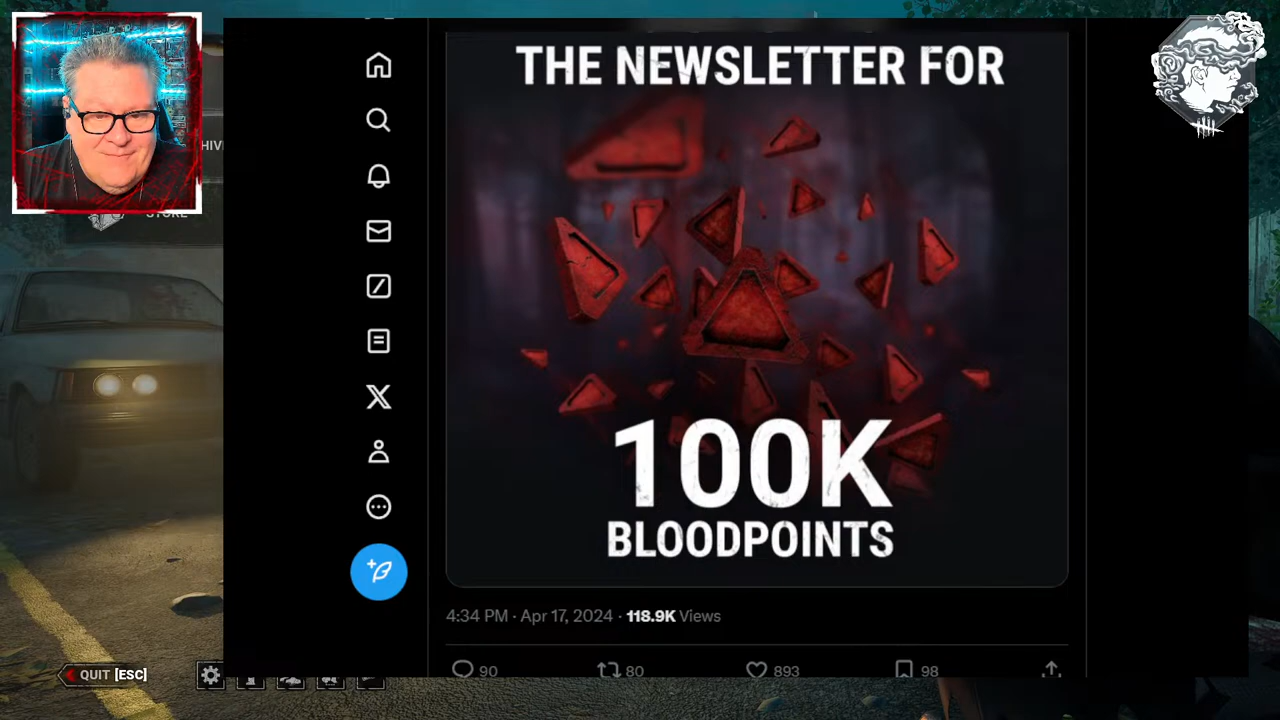 THE NEWSLETTER FOR
HIV
STORE
100K
BLOODPOINTS
4:34 PM · Apr 17, 2024 · 118.9K Views
90 80 893 98
QUIT [ESC]